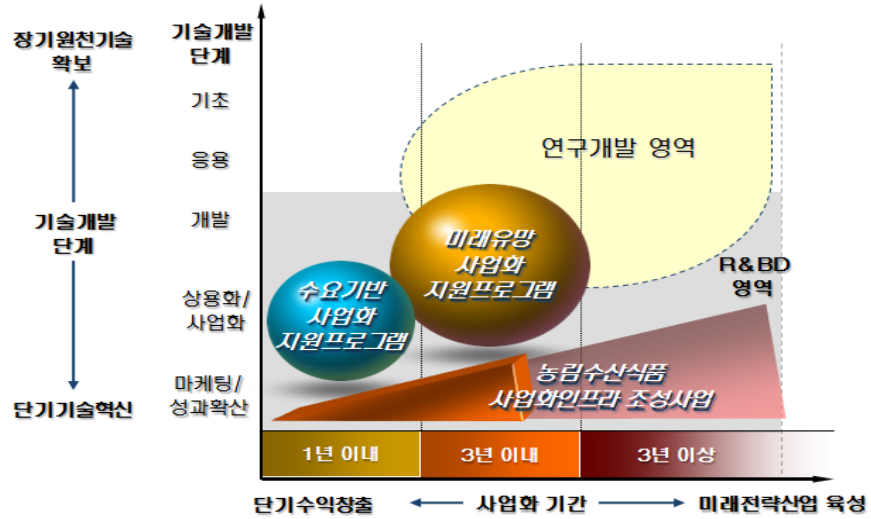 장기원천기술
확보
기술개발
단계
단기기술혁신
기술개발
단계
기초
응용
개발
상용화/
사업화
마케팅/
성과확산
연구개발 영역
미래유망
사업화
지원프로그램
수요기반
사업화
지원프로그램
R&BD
영역
농림수산식품
사업화인프라 조성사업
1년 이내
3년 이내
3년 이상
단기수익창출
사업화 기간
미래전략산업 육성